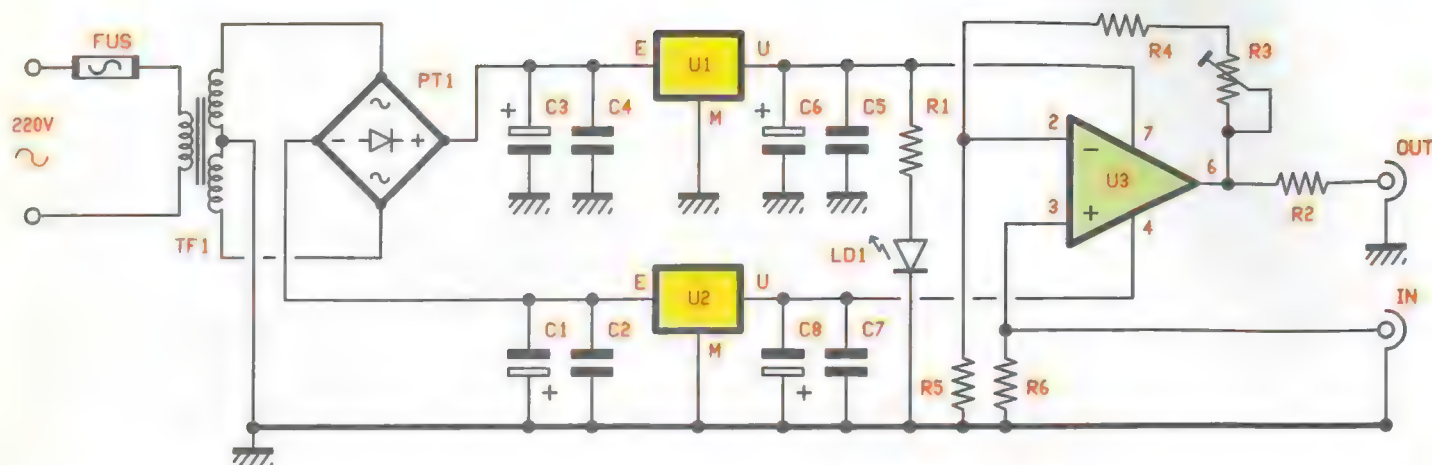 FUS
220V
TF1
PT1
-
+
+
C3
C4
E
U1
U
M
+
C6
C5
R1
LD1
C1
+
C2
E
U2
U
M
C8
+
C7
R4
R3
2
-
7
U3
6
3
+
4
R2
OUT
IN
R5
R6